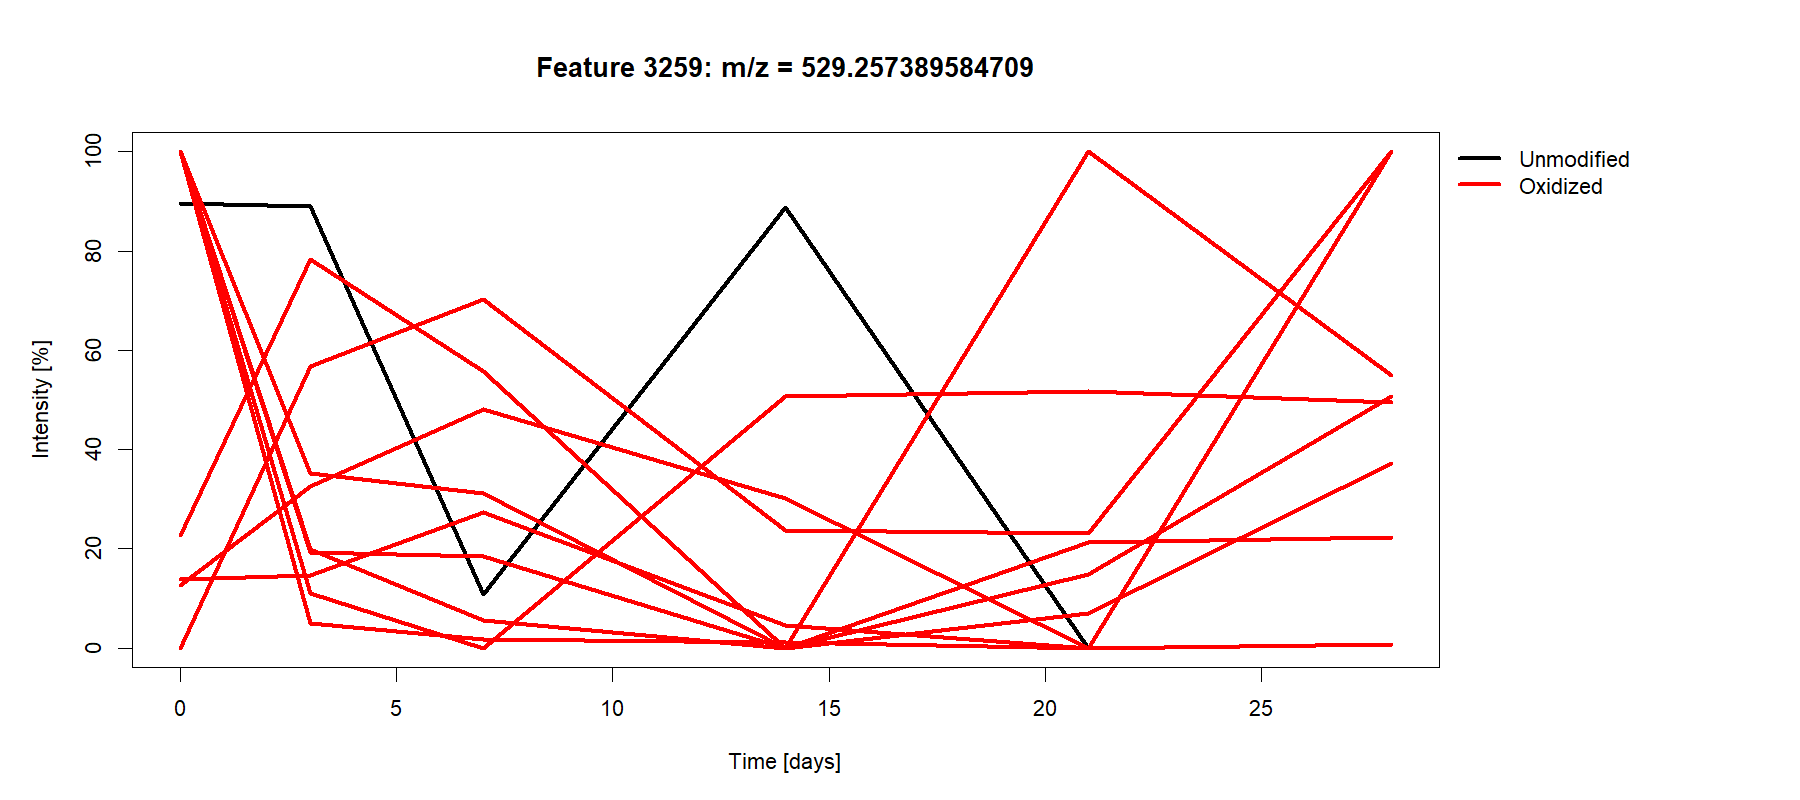 Feature 3259: m/z = 529.257389584709
Unmodified
Oxidized
Intensity [%]
100
80
60
40
20
0
0 5 10 15 20 25
Time [days]